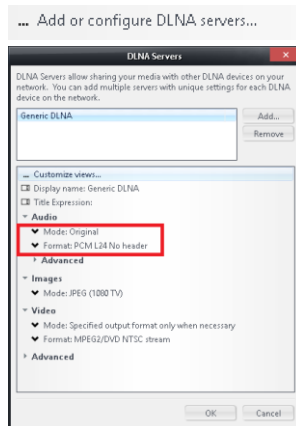 ... Add or configure DLNA servers...
DLNA Servers
DLNA Servers allow sharing your media with other DLNA devices on your
network. You can add multiple servers with unique settings for each DLNA
device on the network.
Generic DLNA
Add...
Remove
... Customize views...
Display name: Generic DLNA
Title Expression:
Audio
Mode: Original
Format: PCM L24 No header
Advanced
Images
Mode: JPEG (1080 TV)
Video
Mode: Specified output format only when necessary
Format: MPEG2/DVD NTSC stream
Advanced
OK
Cancel